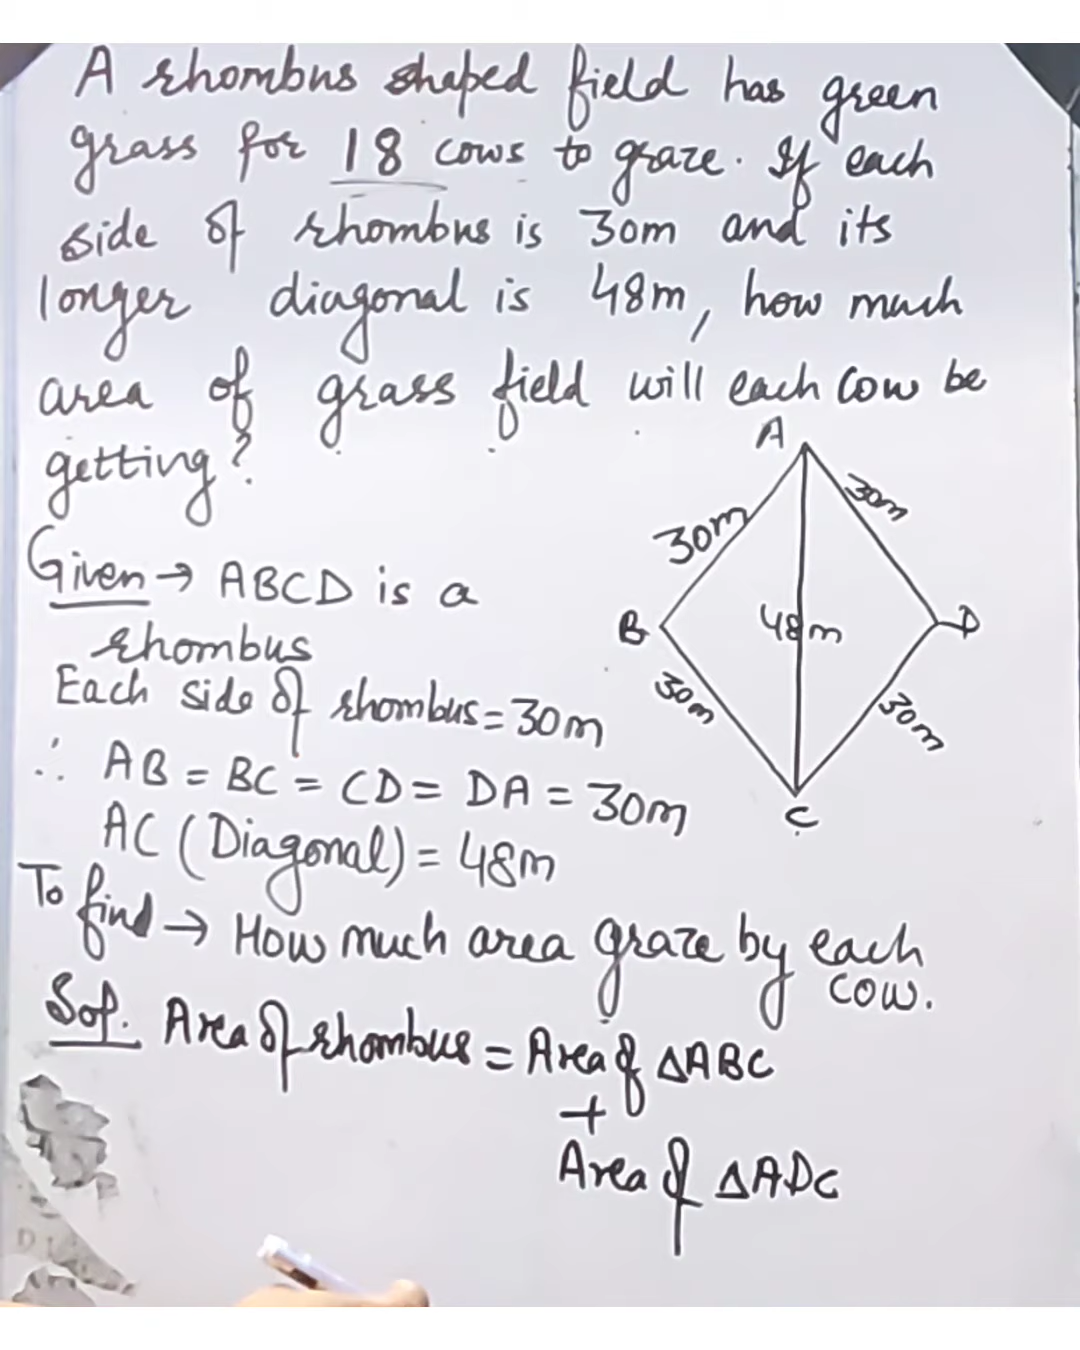 A rhombus shaped field has green
grass for 18 cows to graze. If each
side of rhombus is 30m and its
longer diagonal is 48m, how much
area of grass field will each cow be
getting?
A
30m
30m
B
48m
D
30m
30m
C
Given → ABCD is a
rhombus
Each side of rhombus = 30m
∴ AB = BC = CD = DA = 30m
AC (Diagonal) = 48m
To find → How much area graze by each
cow.
Sol. Area of rhombus = Area of ΔABC
+
Area of ΔADC